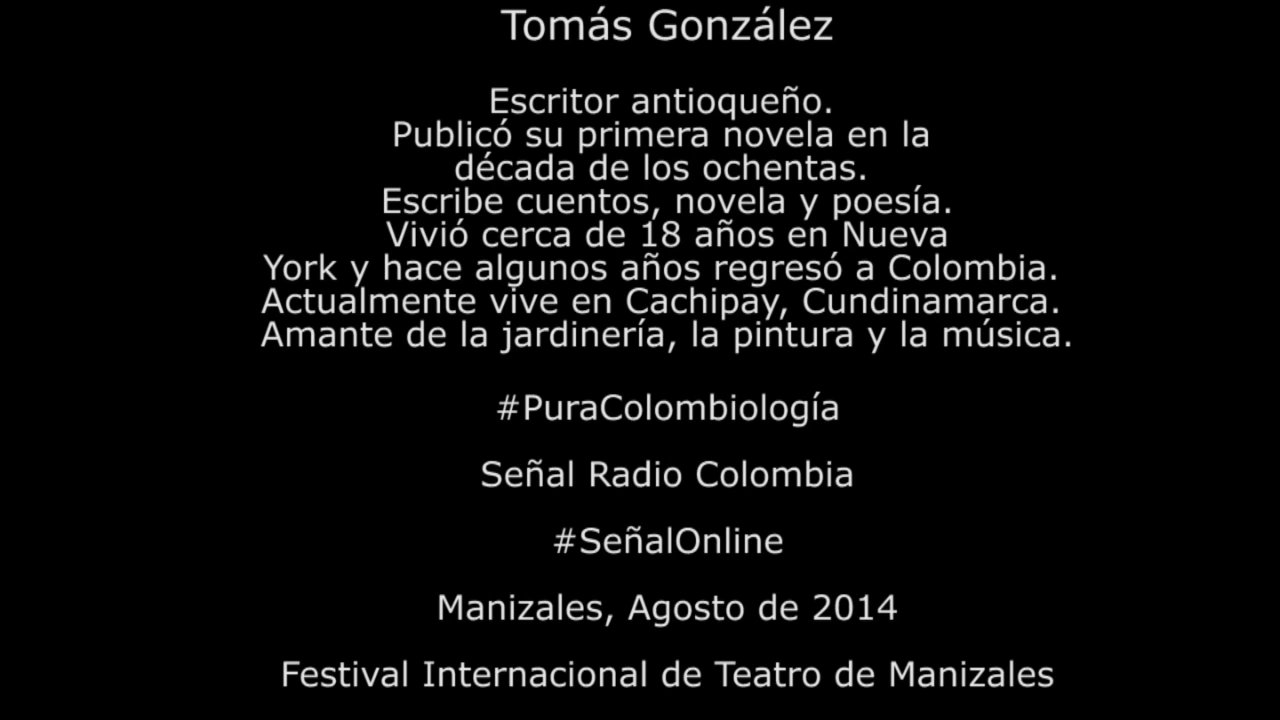 Tomás González
Escritor antioqueño.
Publicó su primera novela en la
década de los ochentas.
Escribe cuentos, novela y poesía.
Vivió cerca de 18 años en Nueva
York y hace algunos años regresó a Colombia.
Actualmente vive en Cachipay, Cundinamarca.
Amante de la jardinería, la pintura y la música.
#PuraColombiología
Señal Radio Colombia
#SeñalOnline
Manizales, Agosto de 2014
Festival Internacional de Teatro de Manizales